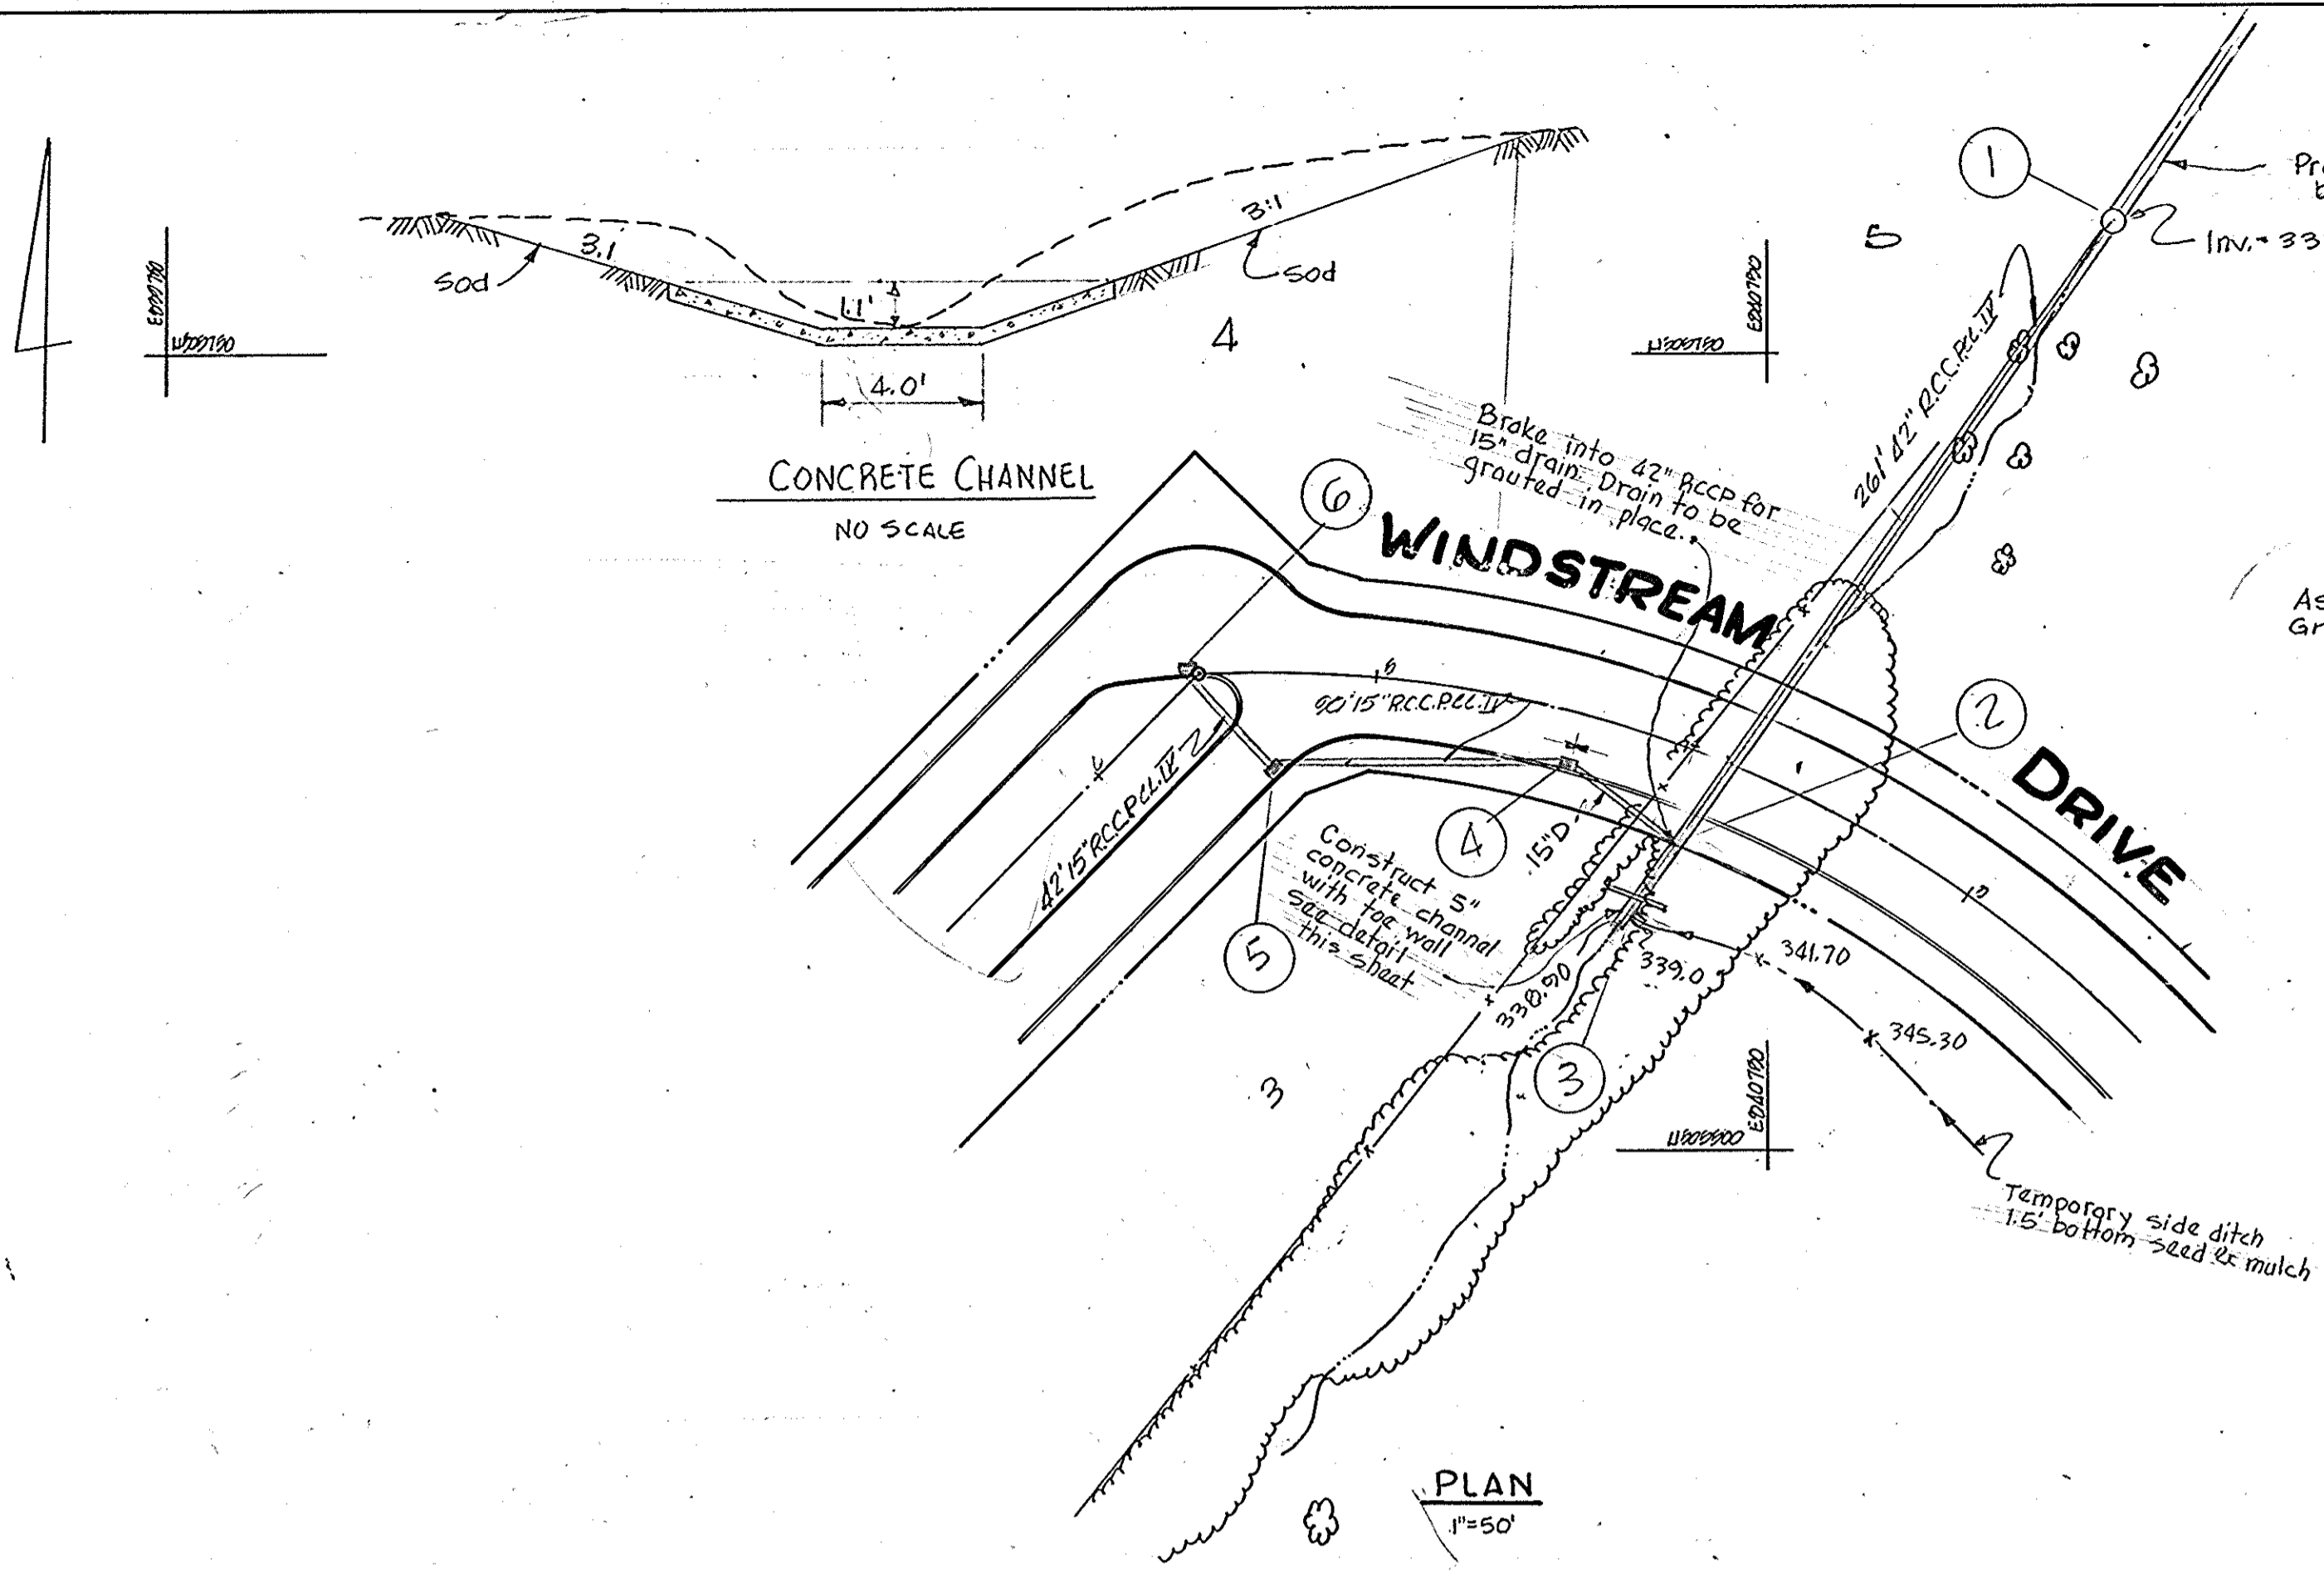 3:1
Sod
3:1
Sod
1.1'
4.0'
4
CONCRETE CHANNEL
NO SCALE
5
1
Inv.- 33
261' 42" R.C.C.P.CL.IV
Brake into 42" RCCP for
15" drain. Drain to be
grouted in place.
6
WINDSTREAM
DRIVE
2
90' 15" R.C.C.P.CL.IV
42' 15" R.C.C.P.CL.IV
15"D
4
Construct 5"
concrete channel
with toe wall
see detail
this sheet
5
338.90
339.0
341.70
345.30
3
3
Temporary side ditch
1.5' bottom seed & mulch
PLAN
1"=50'